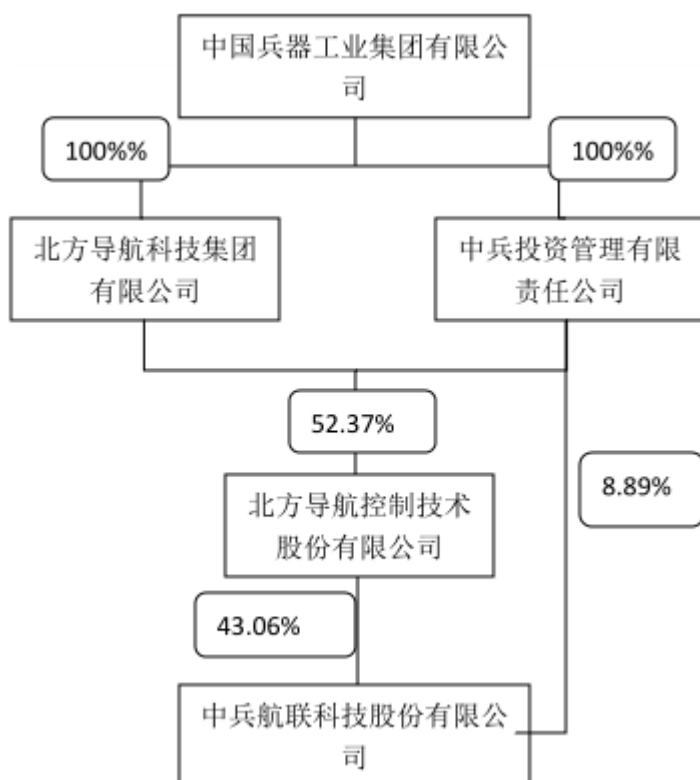 中国兵器工业集团有限公
司
100%%
100%%
北方导航科技集团
有限公司
中兵投资管理有限
责任公司
52.37%
8.89%
北方导航控制技术
股份有限公司
43.06%
中兵航联科技股份有限公
司